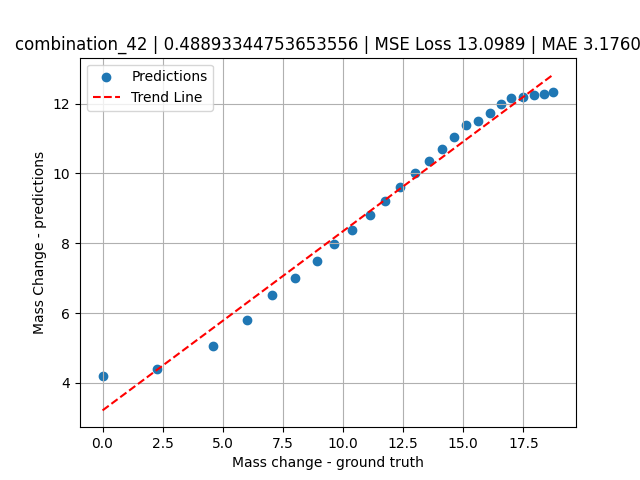 combination_42 | 0.48893344753653556 | MSE Loss 13.0989 | MAE 3.1760
Predictions
Trend Line
12
10
8
6
4
Mass Change - predictions
0.0 2.5 5.0 7.5 10.0 12.5 15.0 17.5
Mass change - ground truth